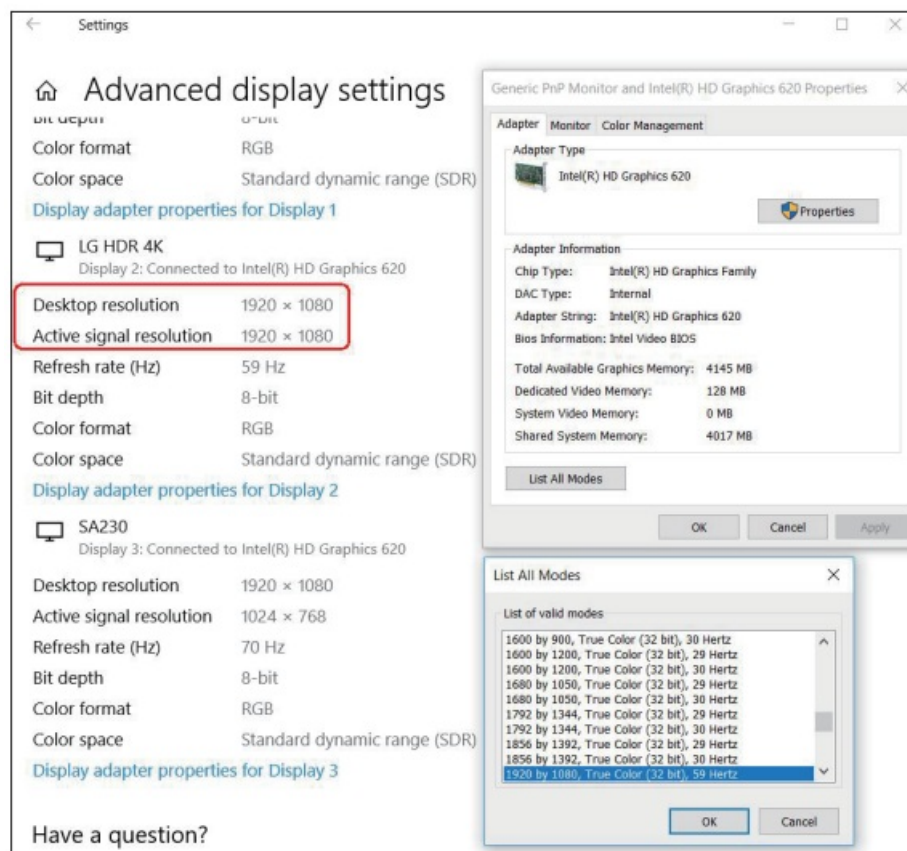 Settings
Advanced display settings
Bit depth 8-bit
Color format RGB
Color space Standard dynamic range (SDR)
Display adapter properties for Display 1
LG HDR 4K
Display 2: Connected to Intel(R) HD Graphics 620
Desktop resolution 1920 × 1080
Active signal resolution 1920 × 1080
Refresh rate (Hz) 59 Hz
Bit depth 8-bit
Color format RGB
Color space Standard dynamic range (SDR)
Display adapter properties for Display 2
SA230
Display 3: Connected to Intel(R) HD Graphics 620
Desktop resolution 1920 × 1080
Active signal resolution 1024 × 768
Refresh rate (Hz) 70 Hz
Bit depth 8-bit
Color format RGB
Color space Standard dynamic range (SDR)
Display adapter properties for Display 3
Have a question?
Generic PnP Monitor and Intel(R) HD Graphics 620 Properties
Adapter Monitor Color Management
Adapter Type
Intel(R) HD Graphics 620
Properties
Adapter Information
Chip Type: Intel(R) HD Graphics Family
DAC Type: Internal
Adapter String: Intel(R) HD Graphics 620
Bios Information: Intel Video BIOS
Total Available Graphics Memory: 4145 MB
Dedicated Video Memory: 128 MB
System Video Memory: 0 MB
Shared System Memory: 4017 MB
List All Modes
OK Cancel Apply
List All Modes
List of valid modes
1600 by 900, True Color (32 bit), 30 Hertz
1600 by 1200, True Color (32 bit), 29 Hertz
1600 by 1200, True Color (32 bit), 30 Hertz
1680 by 1050, True Color (32 bit), 29 Hertz
1680 by 1050, True Color (32 bit), 30 Hertz
1792 by 1344, True Color (32 bit), 29 Hertz
1792 by 1344, True Color (32 bit), 30 Hertz
1856 by 1392, True Color (32 bit), 29 Hertz
1856 by 1392, True Color (32 bit), 30 Hertz
1920 by 1080, True Color (32 bit), 59 Hertz
OK Cancel